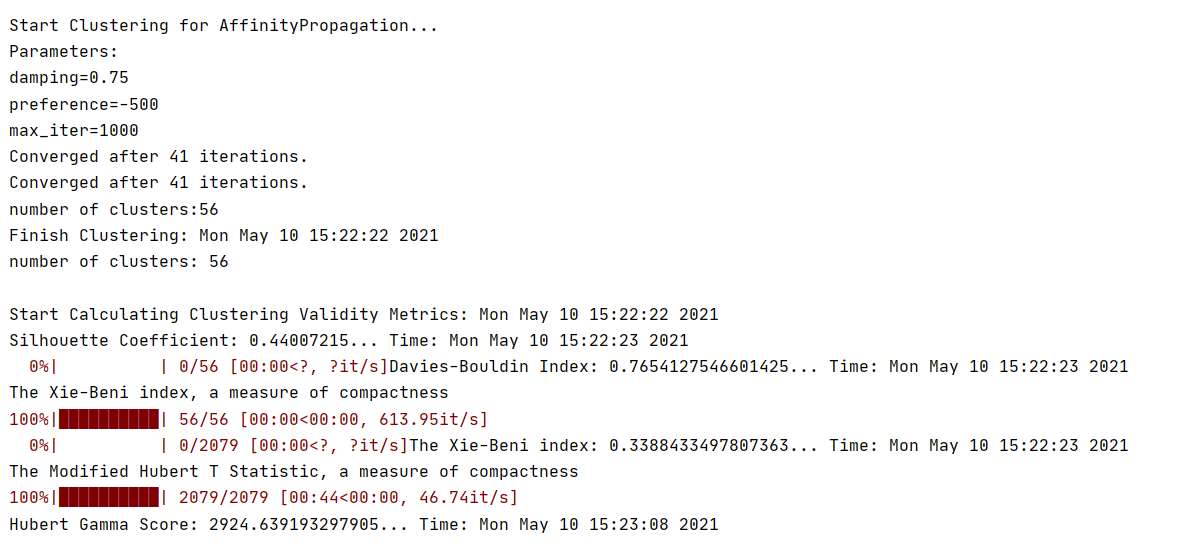 Start Clustering for AffinityPropagation...
Parameters:
damping=0.75
preference=-500
max_iter=1000
Converged after 41 iterations.
Converged after 41 iterations.
number of clusters:56
Finish Clustering: Mon May 10 15:22:22 2021
number of clusters: 56

Start Calculating Clustering Validity Metrics: Mon May 10 15:22:22 2021
Silhouette Coefficient: 0.44007215... Time: Mon May 10 15:22:23 2021
  0%|          | 0/56 [00:00<?, ?it/s]Davies-Bouldin Index: 0.7654127546601425... Time: Mon May 10 15:22:23 2021
The Xie-Beni index, a measure of compactness
100%|██████████| 56/56 [00:00<00:00, 613.95it/s]
  0%|          | 0/2079 [00:00<?, ?it/s]The Xie-Beni index: 0.3388433497807363... Time: Mon May 10 15:22:23 2021
The Modified Hubert T Statistic, a measure of compactness
100%|██████████| 2079/2079 [00:44<00:00, 46.74it/s]
Hubert Gamma Score: 2924.639193297905... Time: Mon May 10 15:23:08 2021